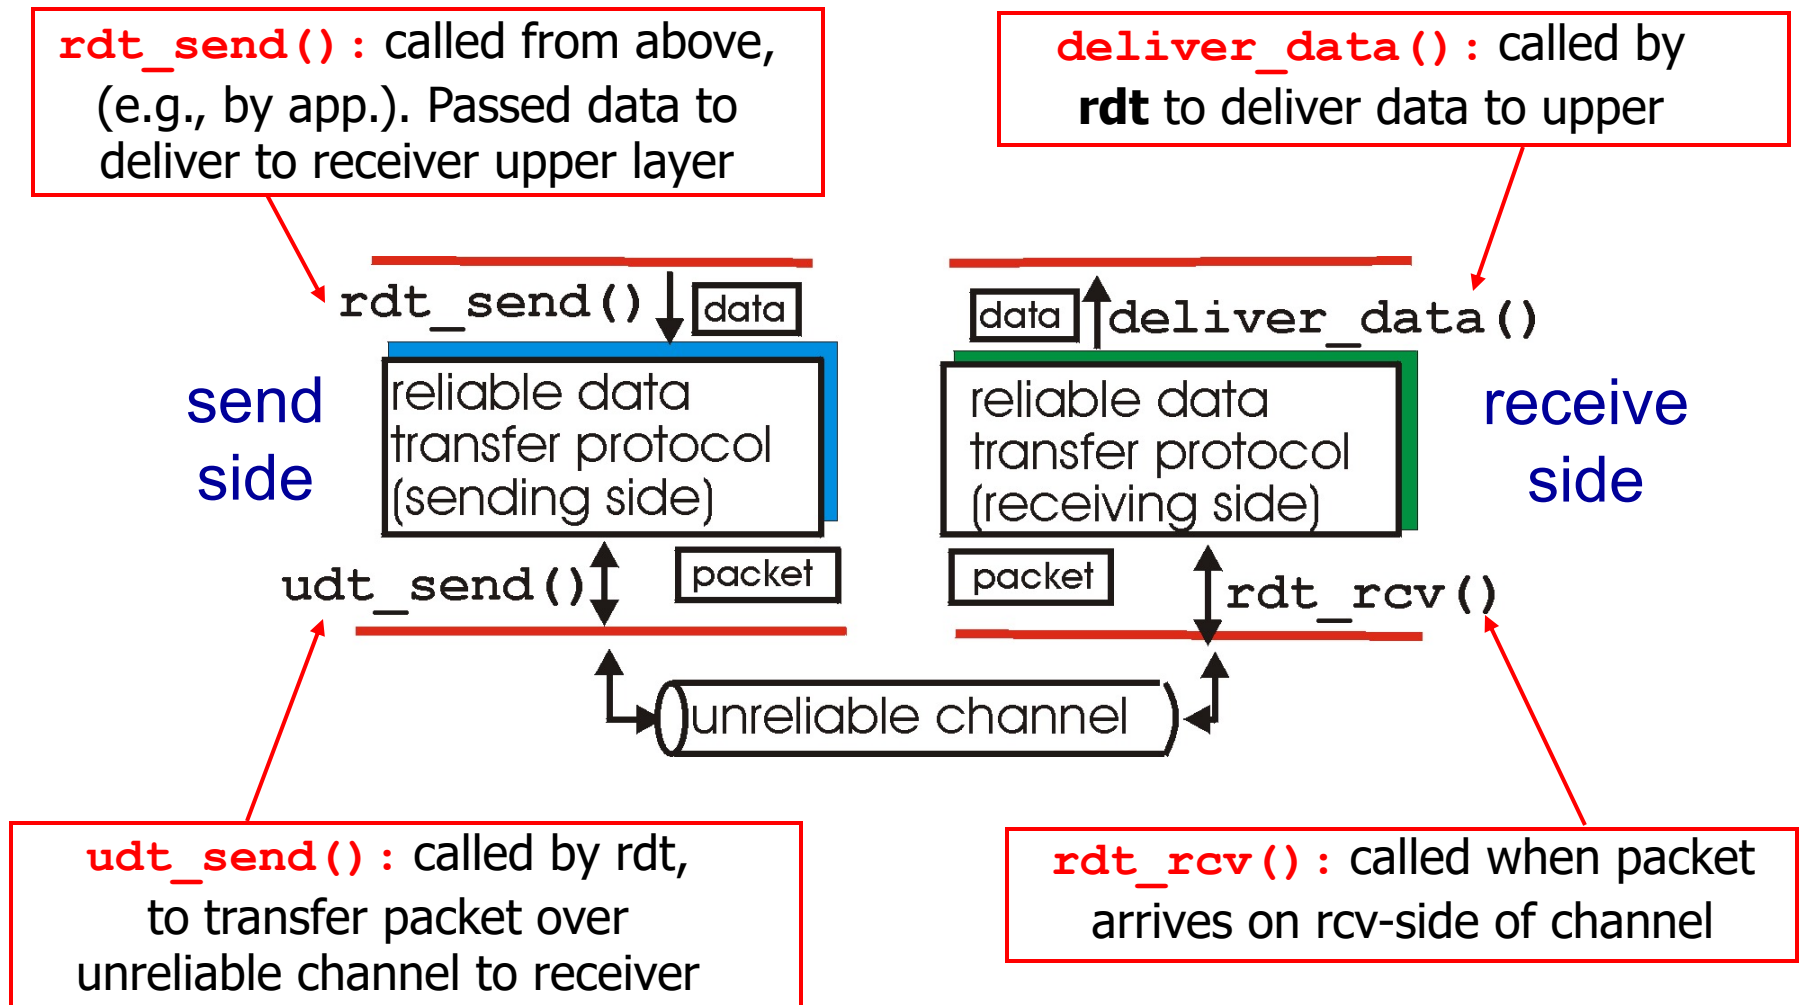 rdt_send(): called from above,
(e.g., by app.). Passed data to
deliver to receiver upper layer
deliver_data(): called by
rdt to deliver data to upper
rdt_send()
data
data
deliver_data()
send
side
reliable data
transfer protocol
(sending side)
reliable data
transfer protocol
(receiving side)
receive
side
udt_send()
packet
packet
rdt_rcv()
unreliable channel
udt_send(): called by rdt,
to transfer packet over
unreliable channel to receiver
rdt_rcv(): called when packet
arrives on rcv-side of channel